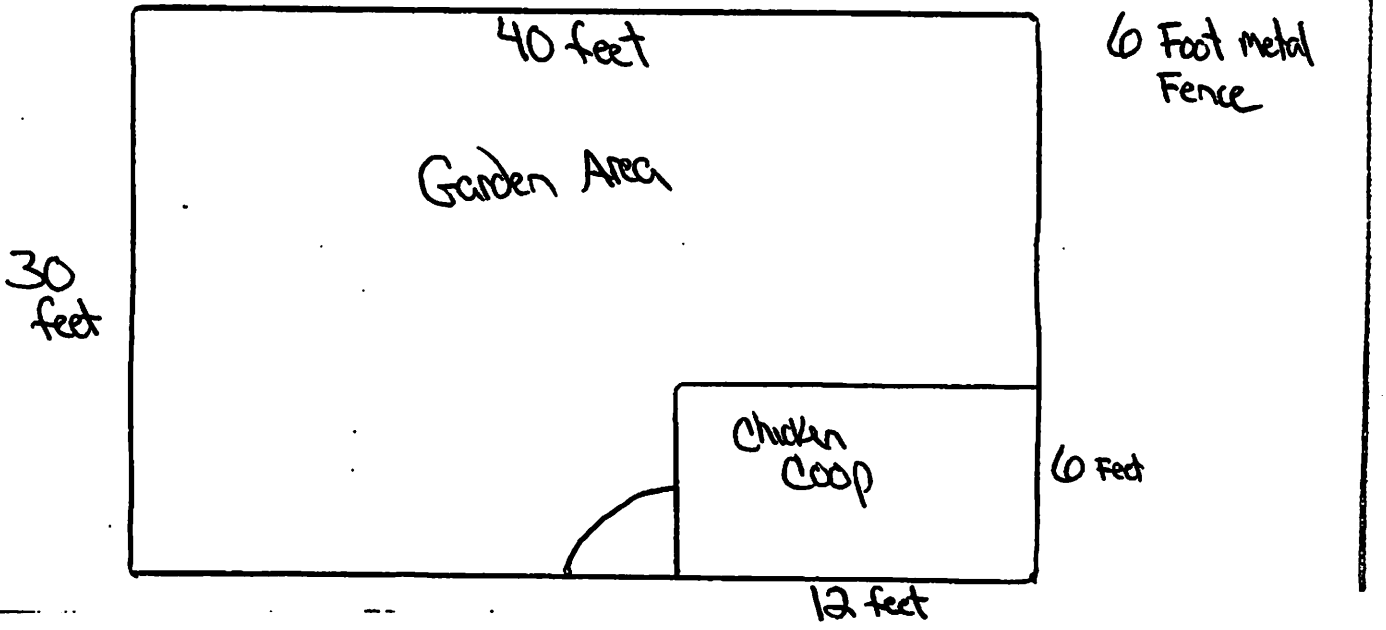 40 feet
6 Foot metal
Fence
Garden Area
30
feet
Chicken
Coop
6 Feet
12 feet